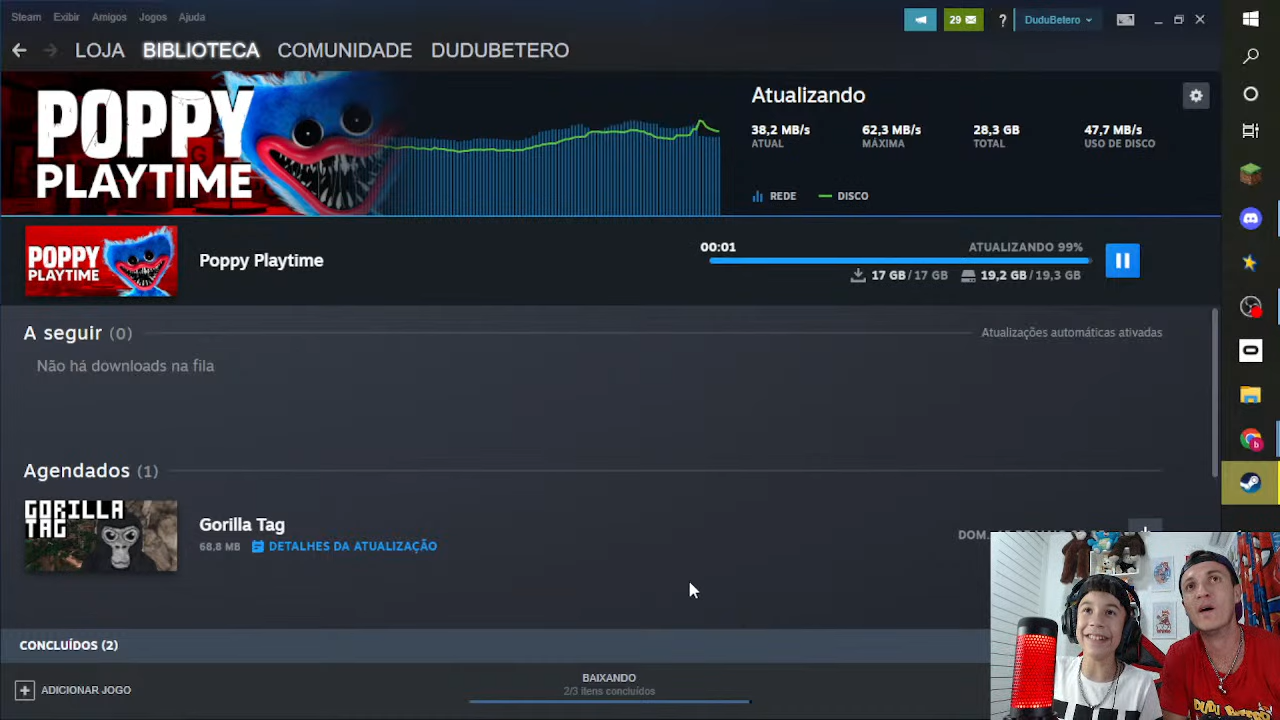 Steam Exibir Amigos Jogos Ajuda
29
?
DuduBetero
LOJA BIBLIOTECA COMUNIDADE DUDUBETERO
POPPY
PLAYTIME
Atualizando
38,2 MB/s
ATUAL
62,3 MB/s
MÁXIMA
28,3 GB
TOTAL
47,7 MB/s
USO DE DISCO
REDE
DISCO
POPPY
PLAYTIME
Poppy Playtime
00:01
ATUALIZANDO 99%
17 GB/17 GB
19,2 GB/19,3 GB
A seguir (0)
Atualizações automáticas ativadas
Não há downloads na fila
Agendados (1)
GORILLA
TAG
Gorilla Tag
68,8 MB DETALHES DA ATUALIZAÇÃO
DOM.
CONCLUÍDOS (2)
ADICIONAR JOGO
BAIXANDO
2/3 itens concluídos
DUDU BETERO